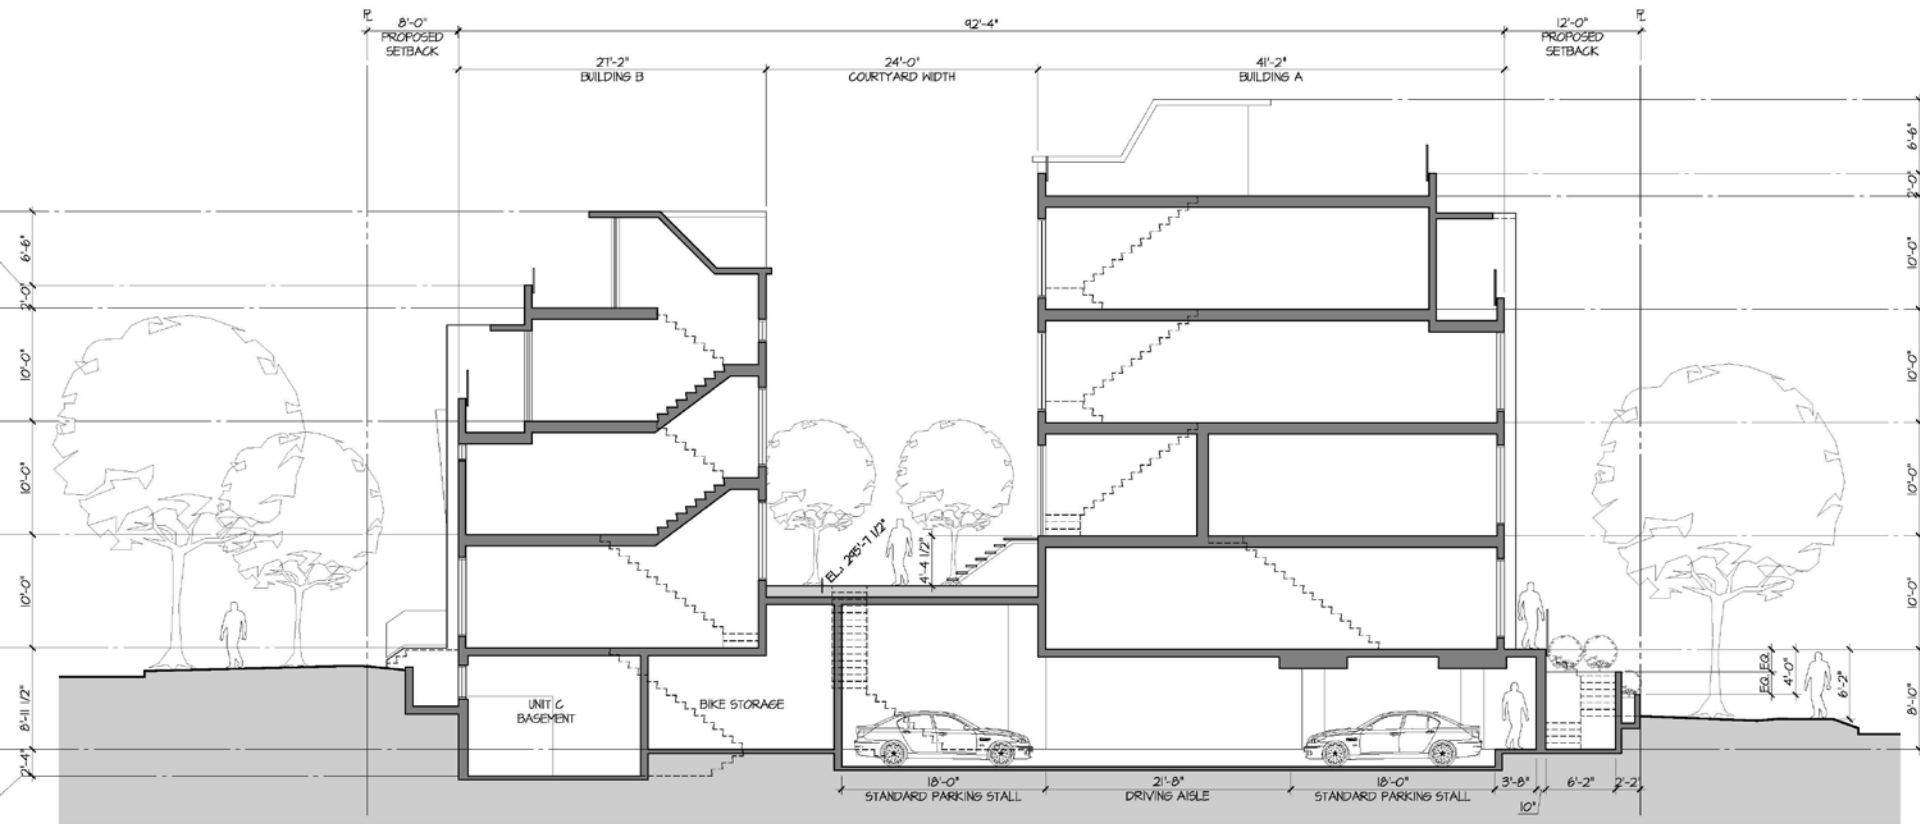 PL
8'-0"
92'-4"
12'-0"
PL
PROPOSED
SETBACK
PROPOSED
SETBACK
27'-2"
24'-0"
41'-2"
BUILDING B
COURTYARD WIDTH
BUILDING A
6'-6"
2'-0"
10'-0"
10'-0"
10'-0"
8'-11 1/2"
2'-4"
EL.: 295'-7 1/2"
4'-4 1/2"
UNIT C
BASEMENT
BIKE STORAGE
6'-6"
2'-0"
10'-0"
10'-0"
10'-0"
10'-0"
8'-10"
EQ.
EQ.
4'-0"
6'-2"
18'-0"
21'-8"
18'-0"
3'-8"
6'-2"
2'-2"
STANDARD PARKING STALL
DRIVING AISLE
STANDARD PARKING STALL
10"